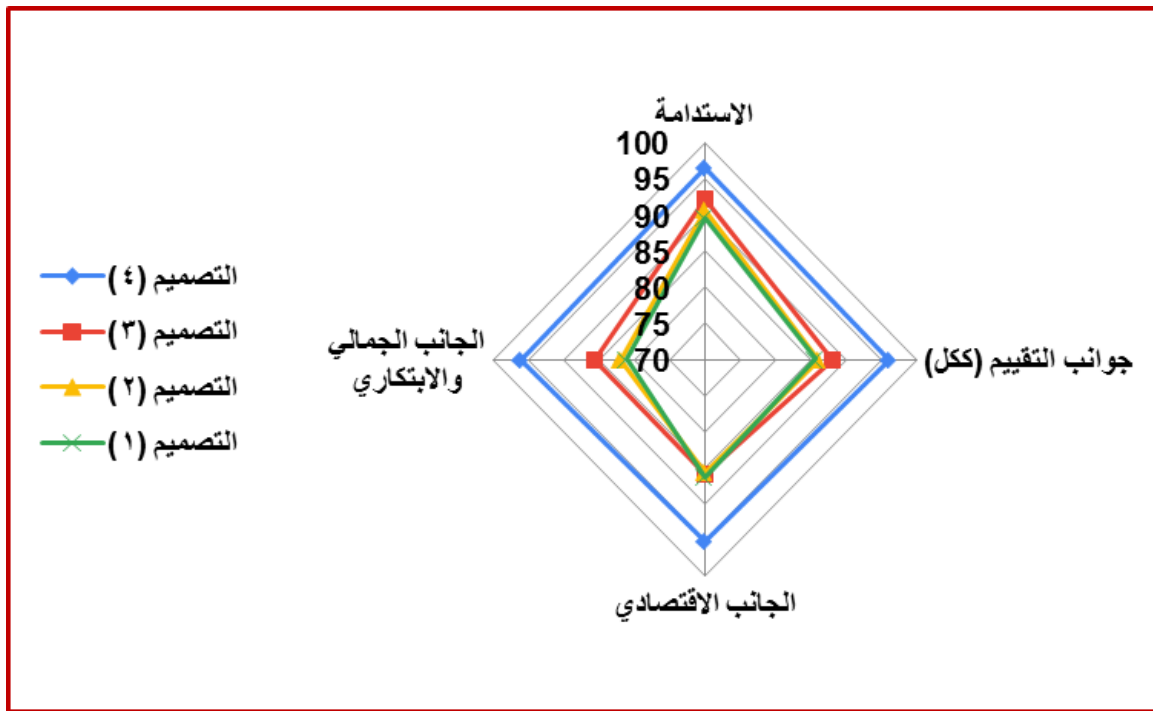 الاستدامة
100
95
90
85
80
75
70
جوانب التقييم (ككل)
الجانب الاقتصادي
الجانب الجمالي
والابتكاري
التصميم (٤)
التصميم (٣)
التصميم (٢)
التصميم (١)